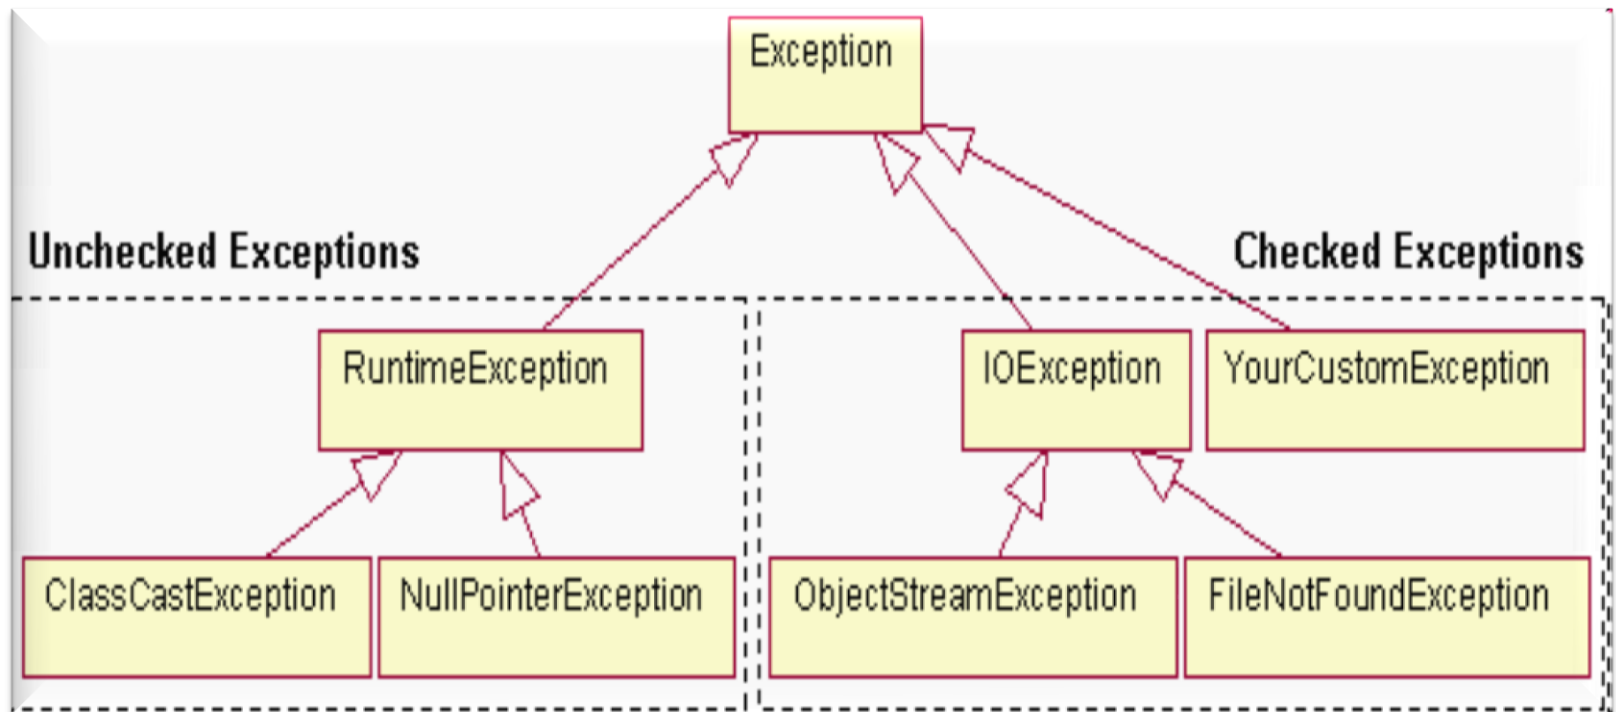 Exception
Unchecked Exceptions
Checked Exceptions
RuntimeException
IOException
YourCustomException
ClassCastException
NullPointerException
ObjectStreamException
FileNotFoundException